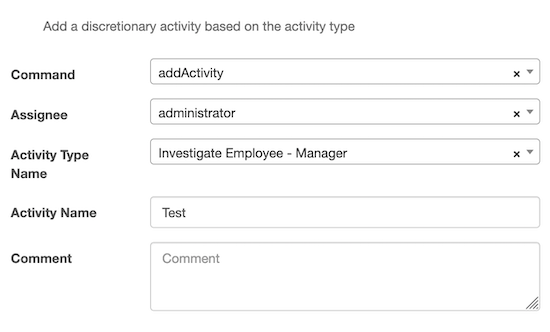 Add a discretionary activity based on the activity type
Command
addActivity
Assignee
administrator
Activity Type
Name
Investigate Employee - Manager
Activity Name
Test
Comment
Comment